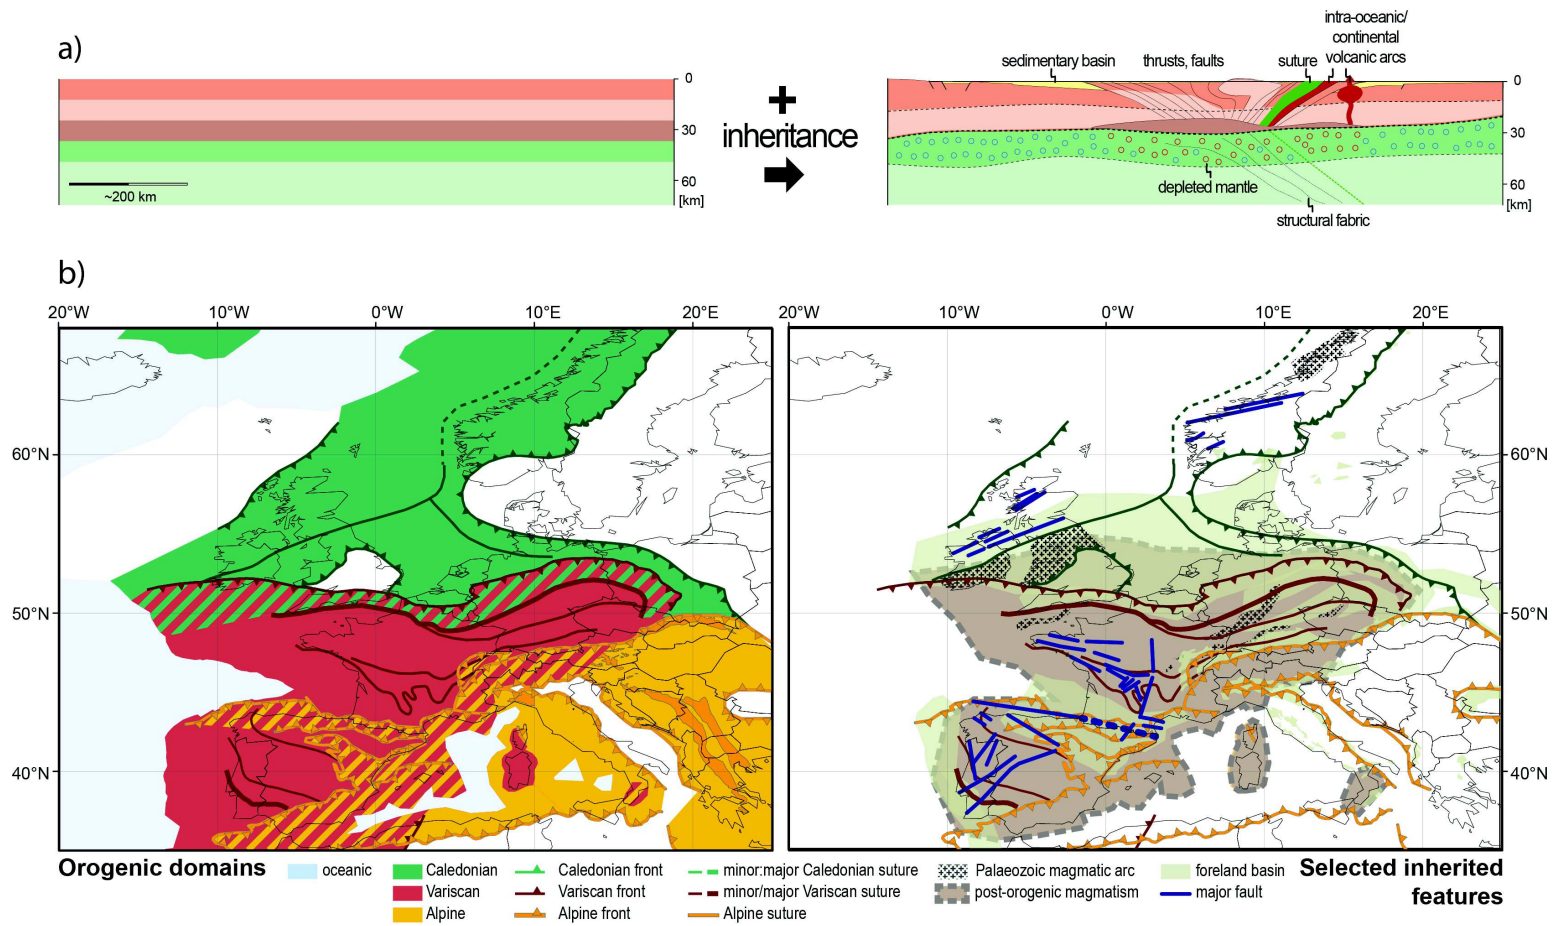 a)
0
30
60
[km]
~200 km
+
inheritance
intra-oceanic/
continental
volcanic arcs
sedimentary basin
thrusts, faults
suture
0
30
60
[km]
depleted mantle
structural fabric
b)
20°W
10°W
0°W
10°E
20°E
60°N
50°N
40°N
20°W
10°W
0°W
10°E
20°E
60°N
50°N
40°N
Orogenic domains
oceanic
Caledonian
Variscan
Alpine
Caledonian front
Variscan front
Alpine front
minor:major Caledonian suture
minor/major Variscan suture
Alpine suture
Palaeozoic magmatic arc
post-orogenic magmatism
foreland basin
major fault
Selected inherited
features